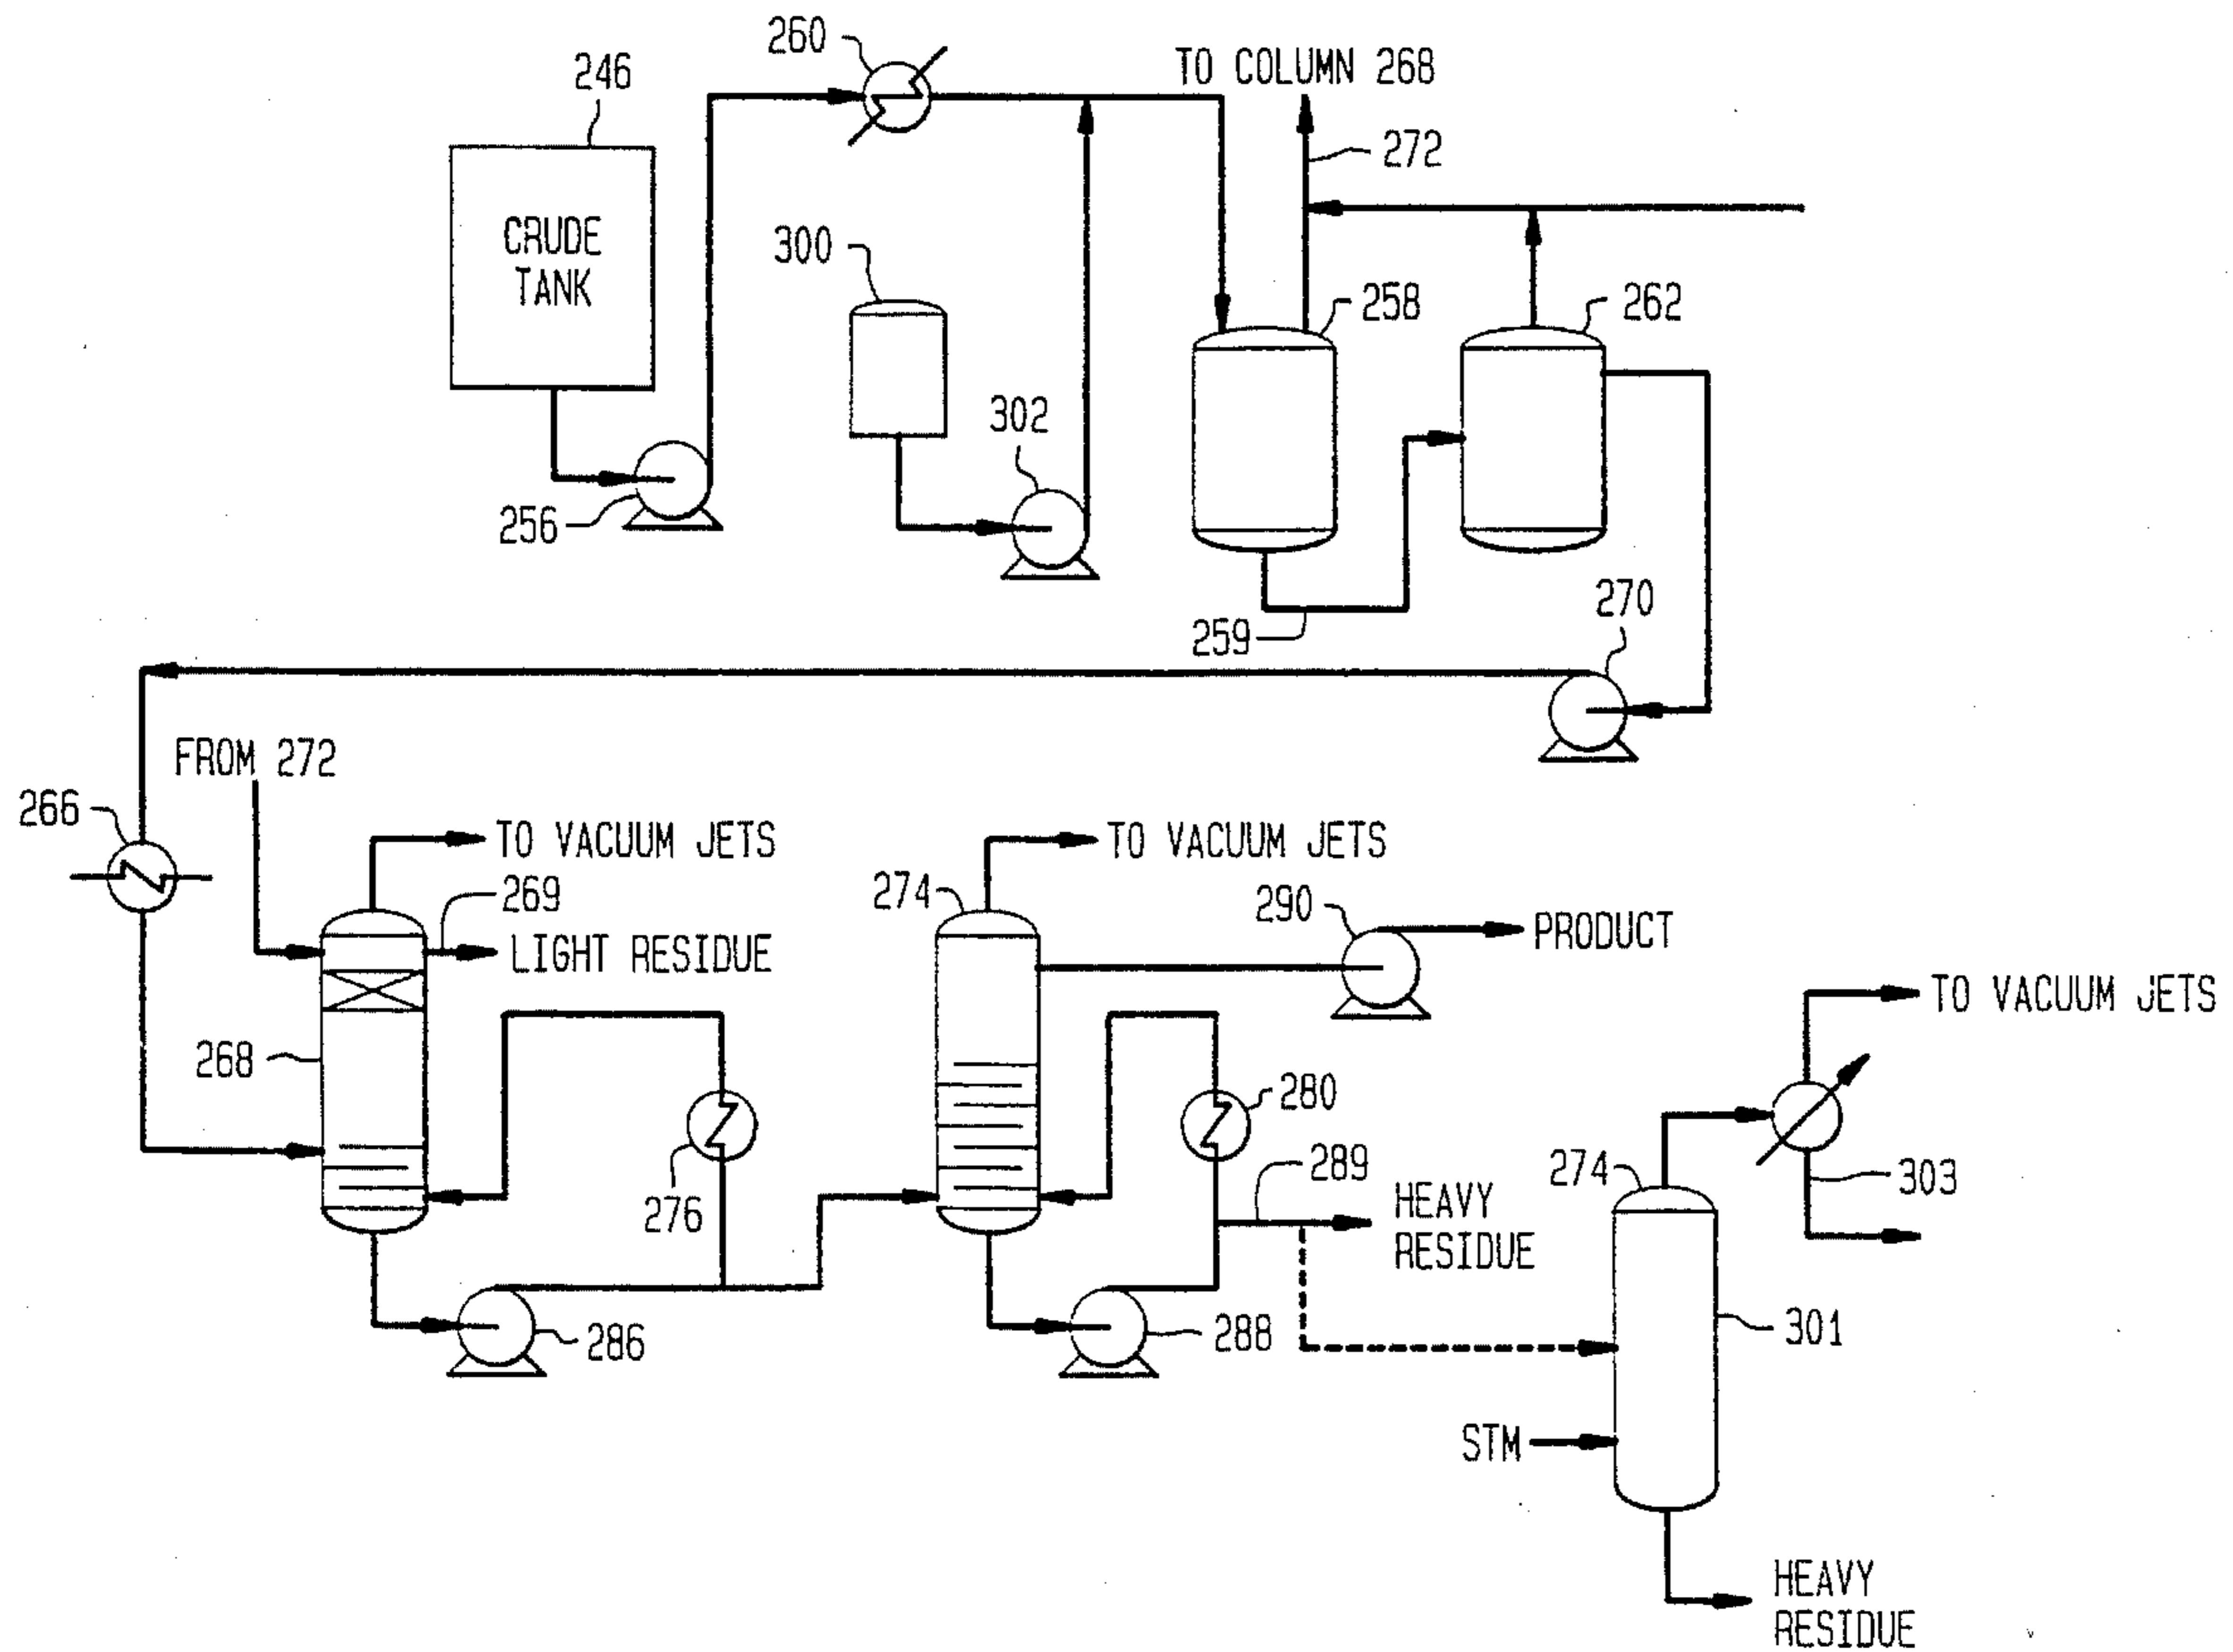 260
246
TO COLUMN 268
272
CRUDE
TANK
300
258
262
302
256
259
270
FROM 272
266
TO VACUUM JETS
269
LIGHT RESIDUE
274
TO VACUUM JETS
290
PRODUCT
TO VACUUM JETS
268
276
280
289
HEAVY
RESIDUE
274
303
286
288
301
STM
HEAVY
RESIDUE